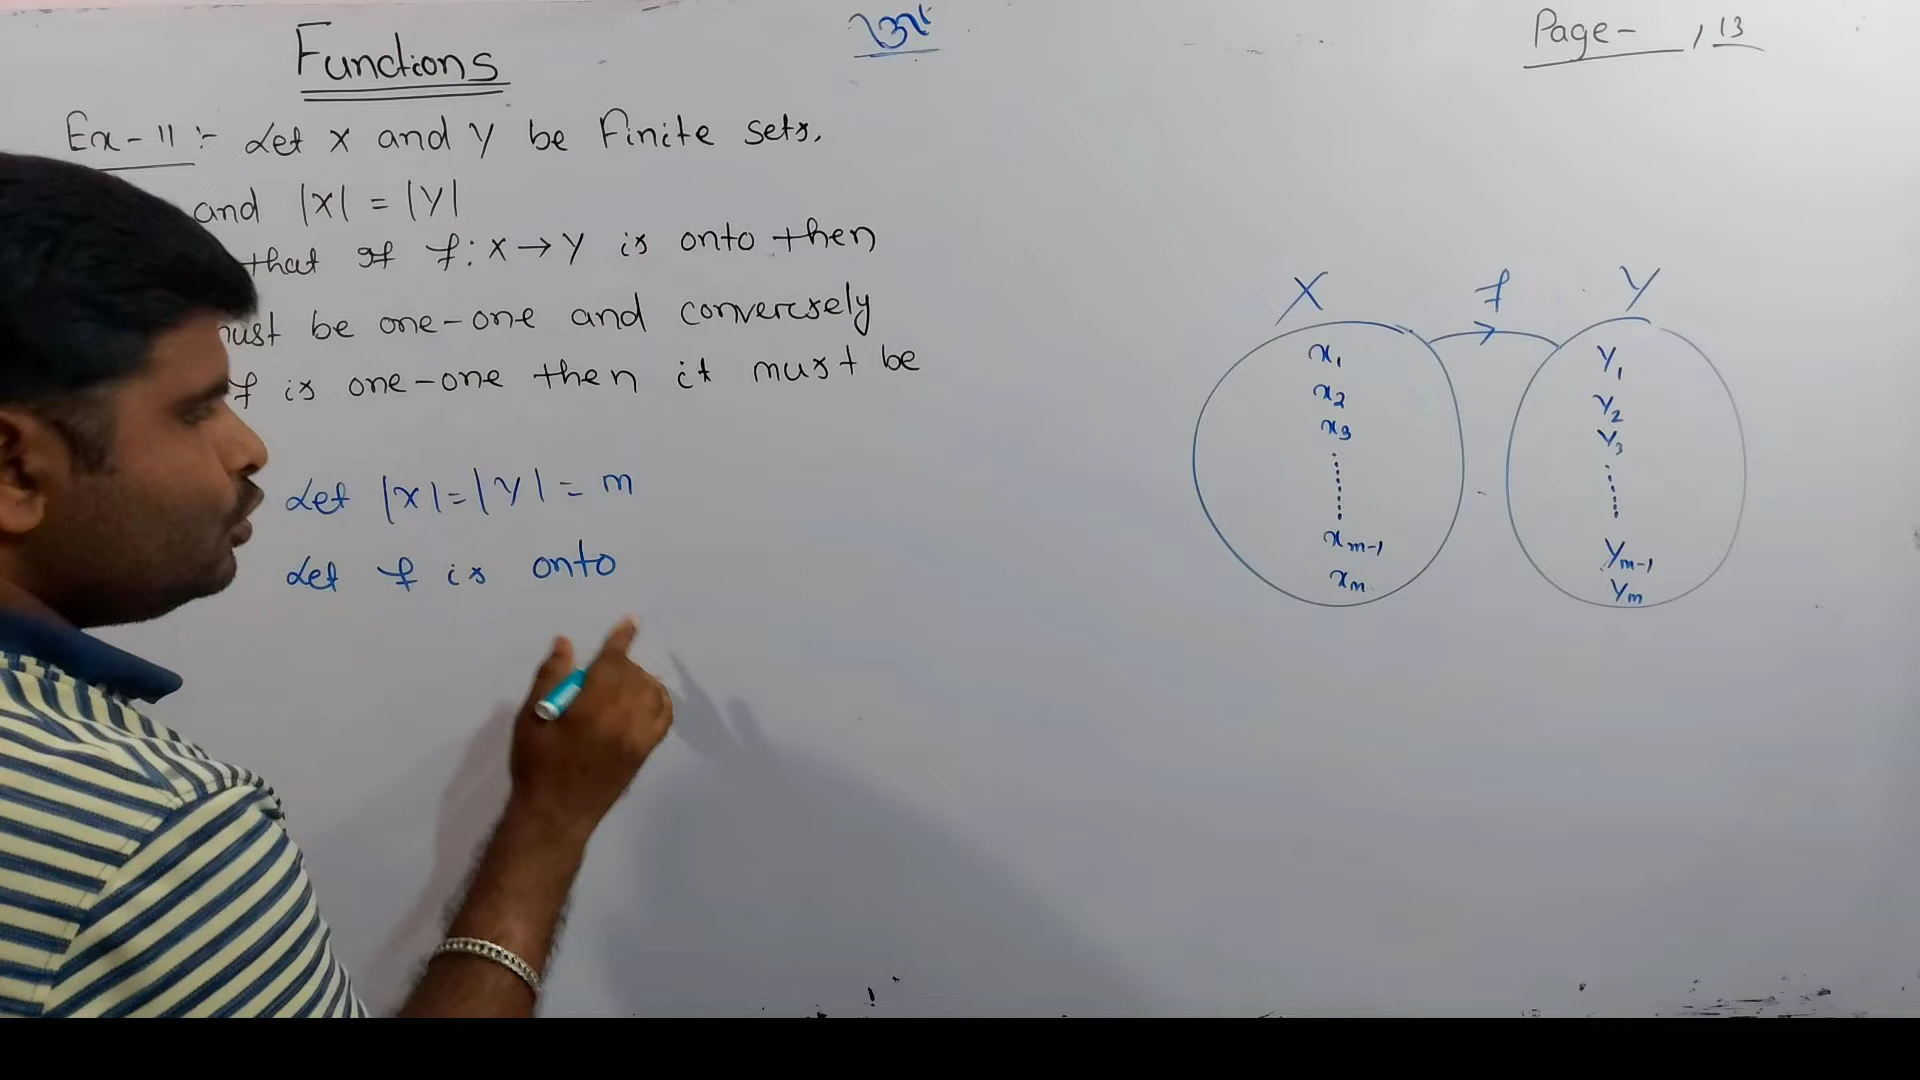 Functions
Page- , 13
Ex-11 :- Let X and Y be Finite sets,
and |X| = |Y|
that If f: X → Y is onto then
must be one-one and conversely
f is one-one then it must be
Let |X|=|Y| = m
Let f is onto
X f Y
x₁ y₁
x₂ y₂
x₃ y₃
xₘ₋₁ yₘ₋₁
xₘ yₘ